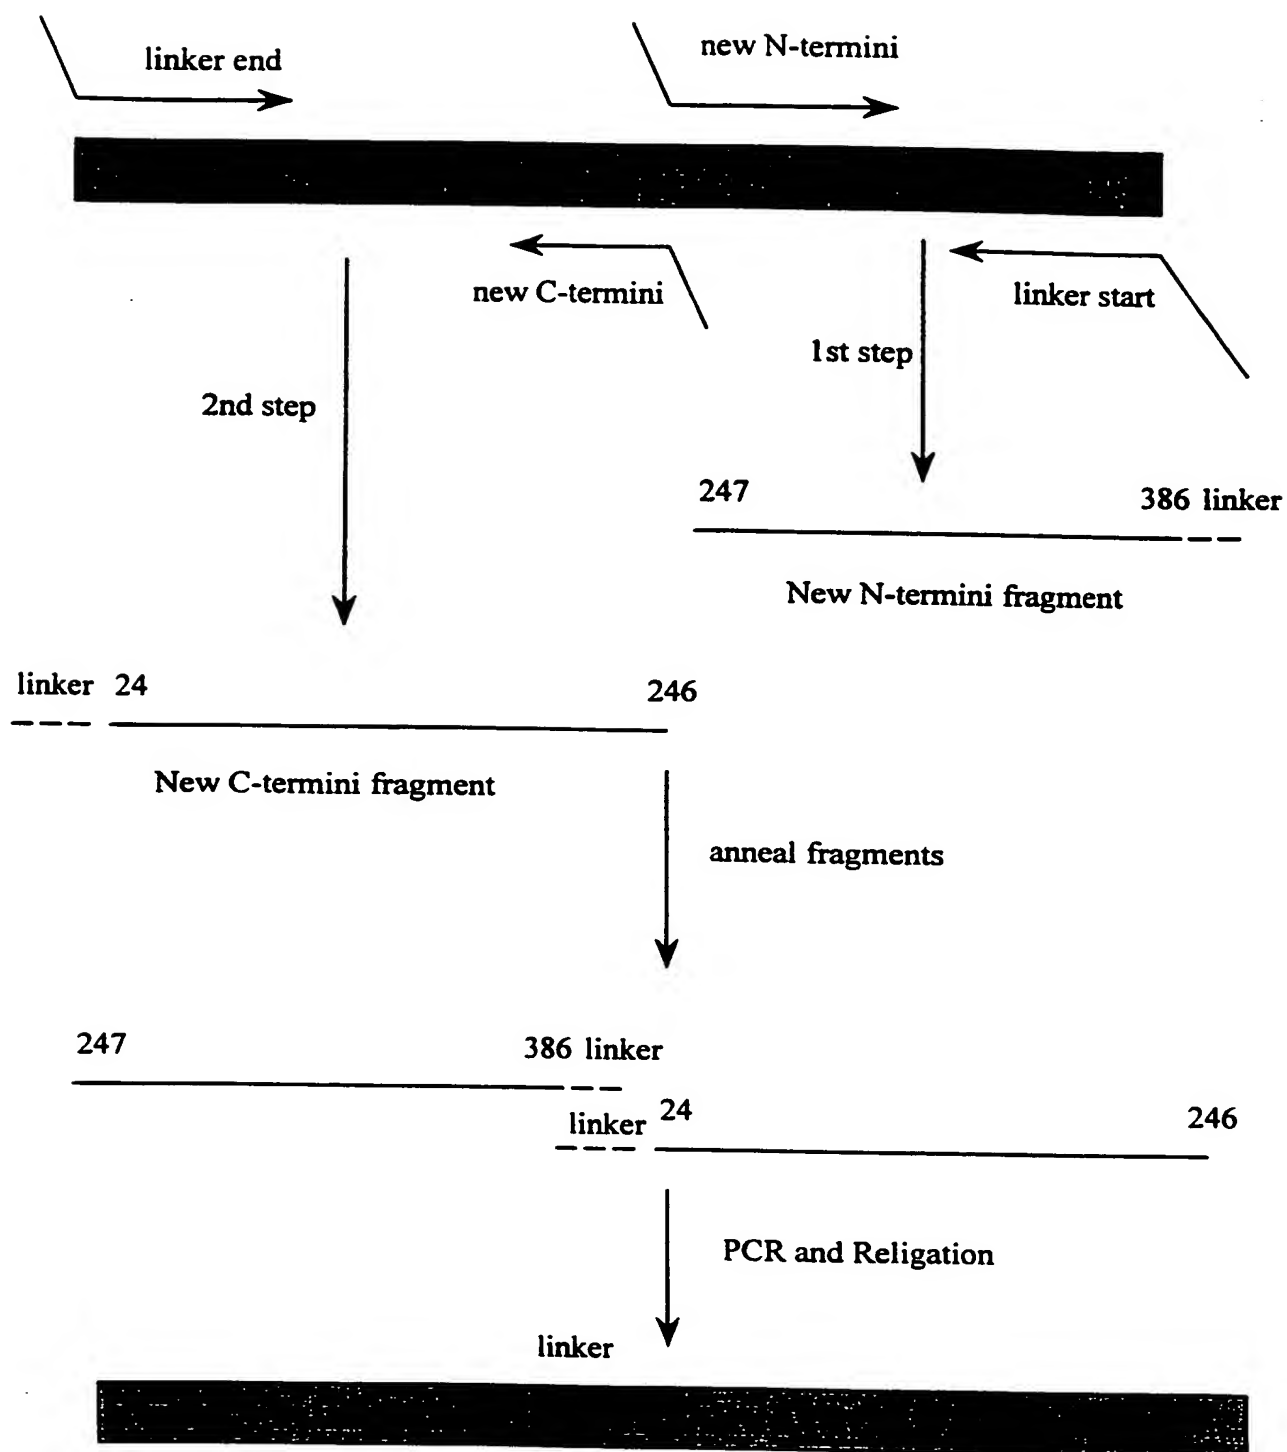 linker end
new N-termini
new C-termini
linker start
1st step
2nd step
247
386 linker
New N-termini fragment
linker 24
246
New C-termini fragment
anneal fragments
247
386 linker
linker 24
246
PCR and Religation
linker